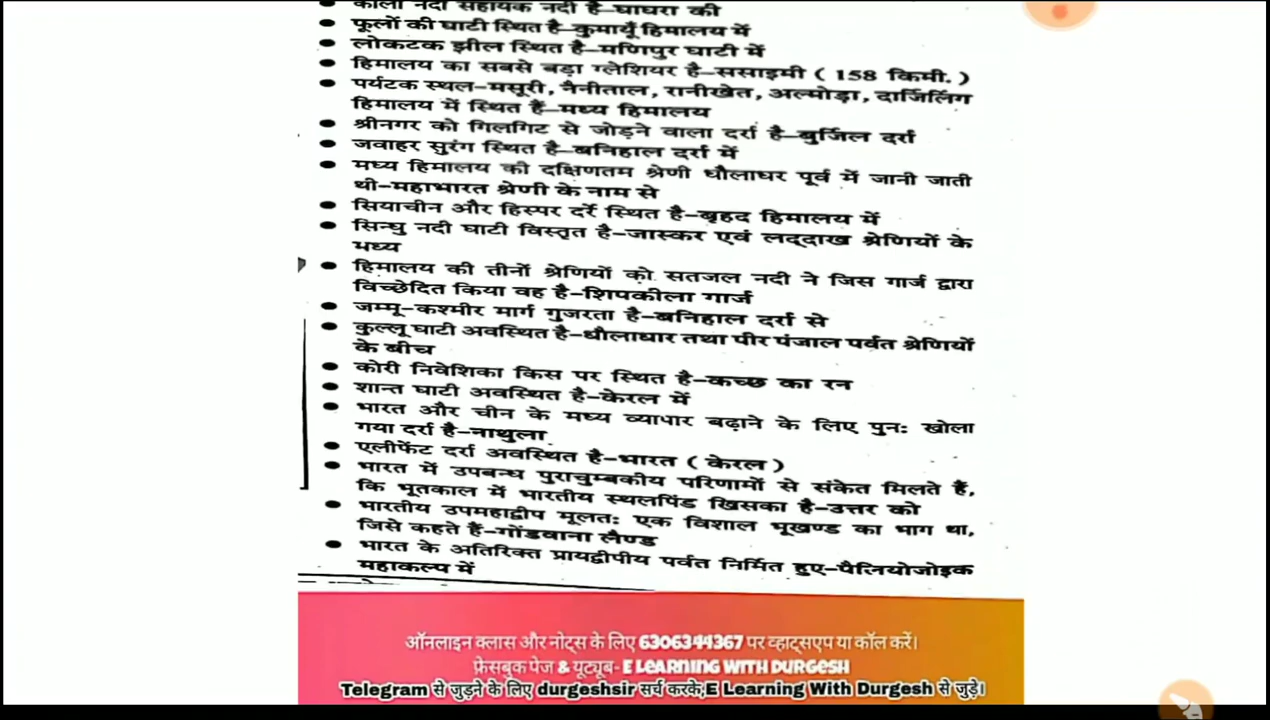 काली नदी सहायक नदी है–घाघरा की
फूलों की घाटी स्थित है–कुमायूँ हिमालय में
लोकटक झील स्थित है–मणिपुर घाटी में
हिमालय का सबसे बड़ा ग्लेशियर है–ससाइमी ( 158 किमी. )
पर्यटक स्थल–मसूरी, नैनीताल, रानीखेत, अल्मोड़ा, दार्जिलिंग
हिमालय में स्थित हैं–मध्य हिमालय
श्रीनगर को गिलगिट से जोड़ने वाला दर्रा है–बुर्जिल दर्रा
जवाहर सुरंग स्थित है–बनिहाल दर्रा में
मध्य हिमालय की दक्षिणतम श्रेणी धौलाधर पूर्व में जानी जाती
थी–महाभारत श्रेणी के नाम से
सियाचीन और हिस्पर दर्रे स्थित है–बृहद हिमालय में
सिन्धु नदी घाटी विस्तृत है–जास्कर एवं लद्दाख श्रेणियों के
मध्य
हिमालय की तीनों श्रेणियों को सतजल नदी ने जिस गार्ज द्वारा
विच्छेदित किया वह है–शिपकीला गार्ज
जम्मू–कश्मीर मार्ग गुजरता है–बनिहाल दर्रा से
कुल्लू घाटी अवस्थित है–धौलाधार तथा पीर पंजाल पर्वत श्रेणियों
के बीच
कोरी निवेशिका किस पर स्थित है–कच्छ का रन
शान्त घाटी अवस्थित है–केरल में
भारत और चीन के मध्य व्यापार बढ़ाने के लिए पुनः खोला
गया दर्रा है–नाथुला
एलीफेंट दर्रा अवस्थित है–भारत ( केरल )
भारत में उपबन्ध पुराचुम्बकीय परिणामों से संकेत मिलते हैं,
कि भूतकाल में भारतीय स्थलपिंड खिसका है–उत्तर को
भारतीय उपमहाद्वीप मूलतः एक विशाल भूखण्ड का भाग था,
जिसे कहते हैं–गोंडवाना लैण्ड
भारत के अतिरिक्त प्रायद्वीपीय पर्वत निर्मित हुए–पैलियोजोइक
महाकल्प में
ऑनलाइन क्लास और नोट्स के लिए 6306344367 पर व्हाट्सएप या कॉल करें।
फ़ेसबुक पेज & यूट्यूब- E LEARNING WITH DURGESH
Telegram से जुड़ने के लिए durgeshsir सर्च करके,E Learning With Durgesh से जुड़े।